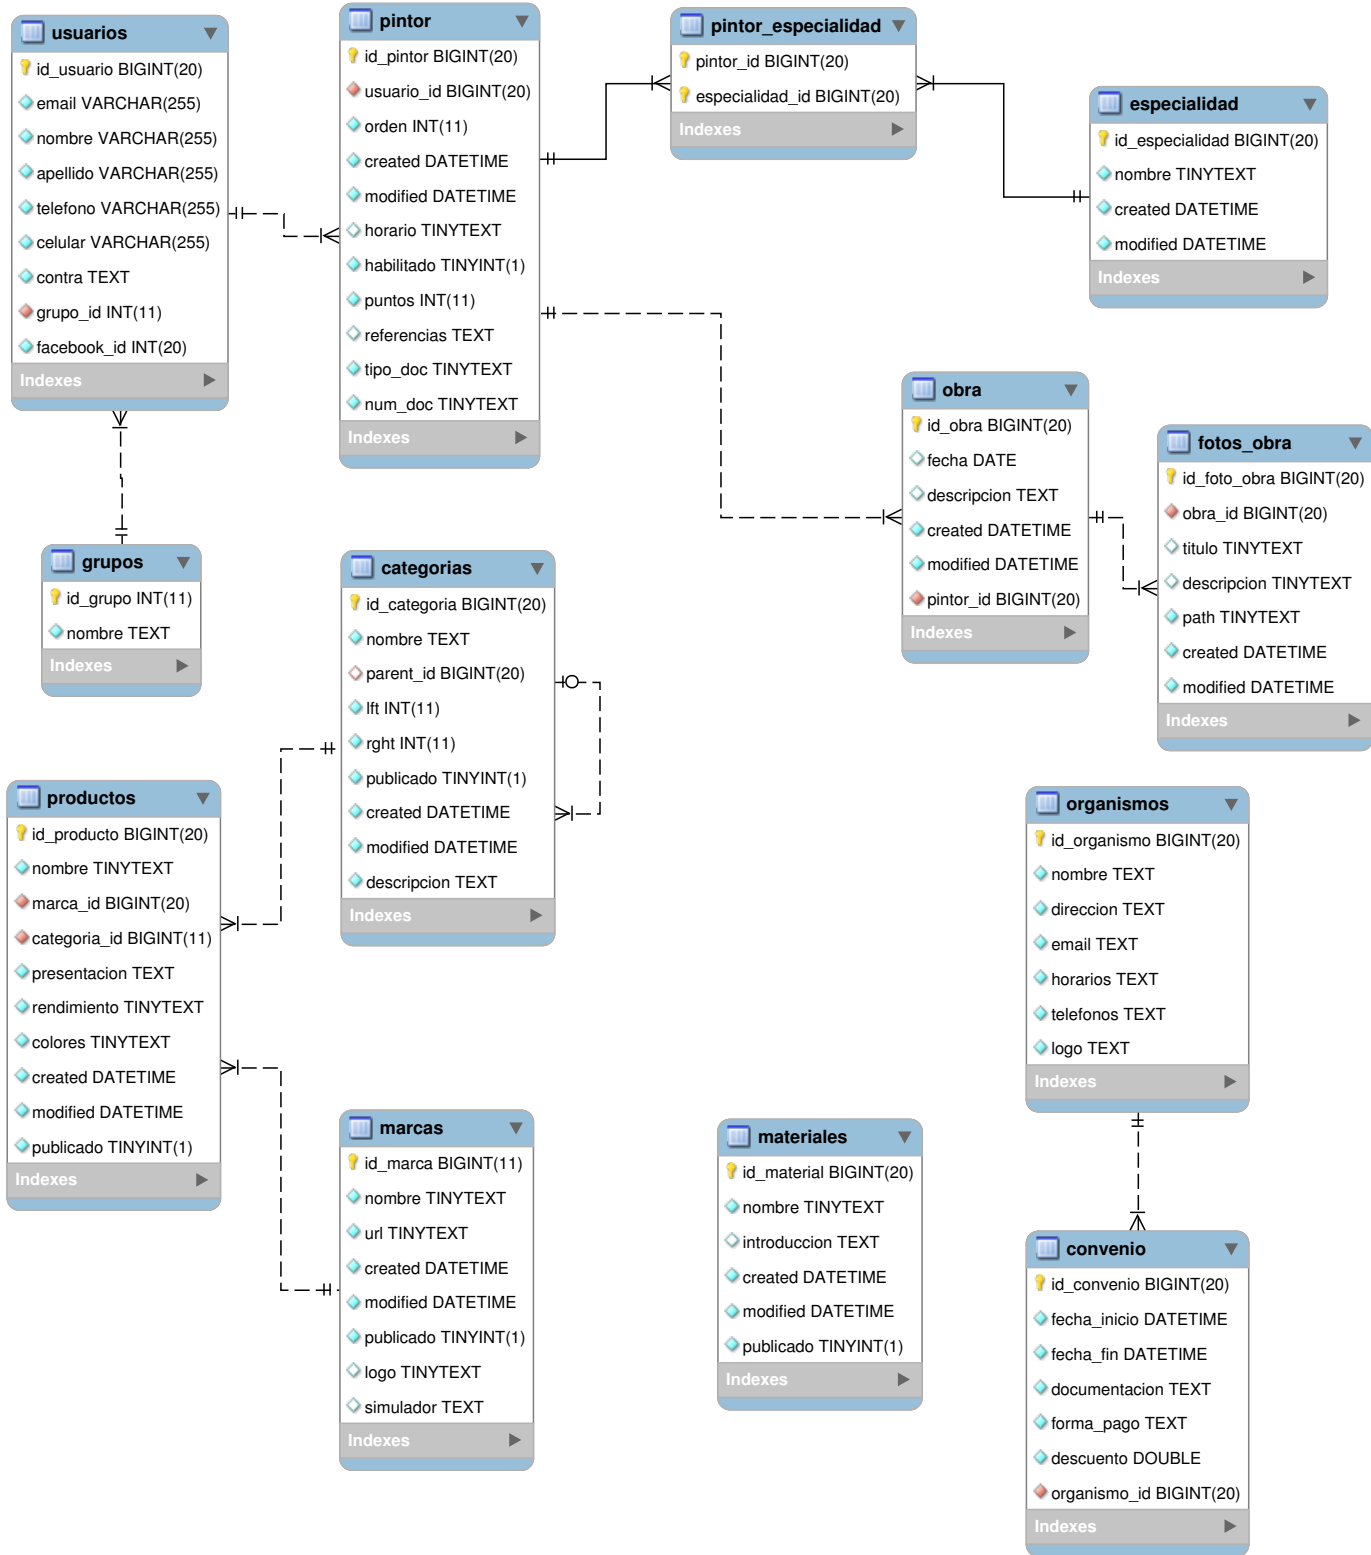 usuarios
id_usuario BIGINT(20)
email VARCHAR(255)
nombre VARCHAR(255)
apellido VARCHAR(255)
telefono VARCHAR(255)
celular VARCHAR(255)
contra TEXT
grupo_id INT(11)
facebook_id INT(20)
Indexes
pintor
id_pintor BIGINT(20)
usuario_id BIGINT(20)
orden INT(11)
created DATETIME
modified DATETIME
horario TINYTEXT
habilitado TINYINT(1)
puntos INT(11)
referencias TEXT
tipo_doc TINYTEXT
num_doc TINYTEXT
Indexes
pintor_especialidad
pintor_id BIGINT(20)
especialidad_id BIGINT(20)
Indexes
especialidad
id_especialidad BIGINT(20)
nombre TINYTEXT
created DATETIME
modified DATETIME
Indexes
obra
id_obra BIGINT(20)
fecha DATE
descripcion TEXT
created DATETIME
modified DATETIME
pintor_id BIGINT(20)
Indexes
fotos_obra
id_foto_obra BIGINT(20)
obra_id BIGINT(20)
titulo TINYTEXT
descripcion TINYTEXT
path TINYTEXT
created DATETIME
modified DATETIME
Indexes
grupos
id_grupo INT(11)
nombre TEXT
Indexes
categorias
id_categoria BIGINT(20)
nombre TEXT
parent_id BIGINT(20)
lft INT(11)
rght INT(11)
publicado TINYINT(1)
created DATETIME
modified DATETIME
descripcion TEXT
Indexes
productos
id_producto BIGINT(20)
nombre TINYTEXT
marca_id BIGINT(20)
categoria_id BIGINT(11)
presentacion TEXT
rendimiento TINYTEXT
colores TINYTEXT
created DATETIME
modified DATETIME
publicado TINYINT(1)
Indexes
organismos
id_organismo BIGINT(20)
nombre TEXT
direccion TEXT
email TEXT
horarios TEXT
telefonos TEXT
logo TEXT
Indexes
marcas
id_marca BIGINT(11)
nombre TINYTEXT
url TINYTEXT
created DATETIME
modified DATETIME
publicado TINYINT(1)
logo TINYTEXT
simulador TEXT
Indexes
materiales
id_material BIGINT(20)
nombre TINYTEXT
introduccion TEXT
created DATETIME
modified DATETIME
publicado TINYINT(1)
Indexes
convenio
id_convenio BIGINT(20)
fecha_inicio DATETIME
fecha_fin DATETIME
documentacion TEXT
forma_pago TEXT
descuento DOUBLE
organismo_id BIGINT(20)
Indexes